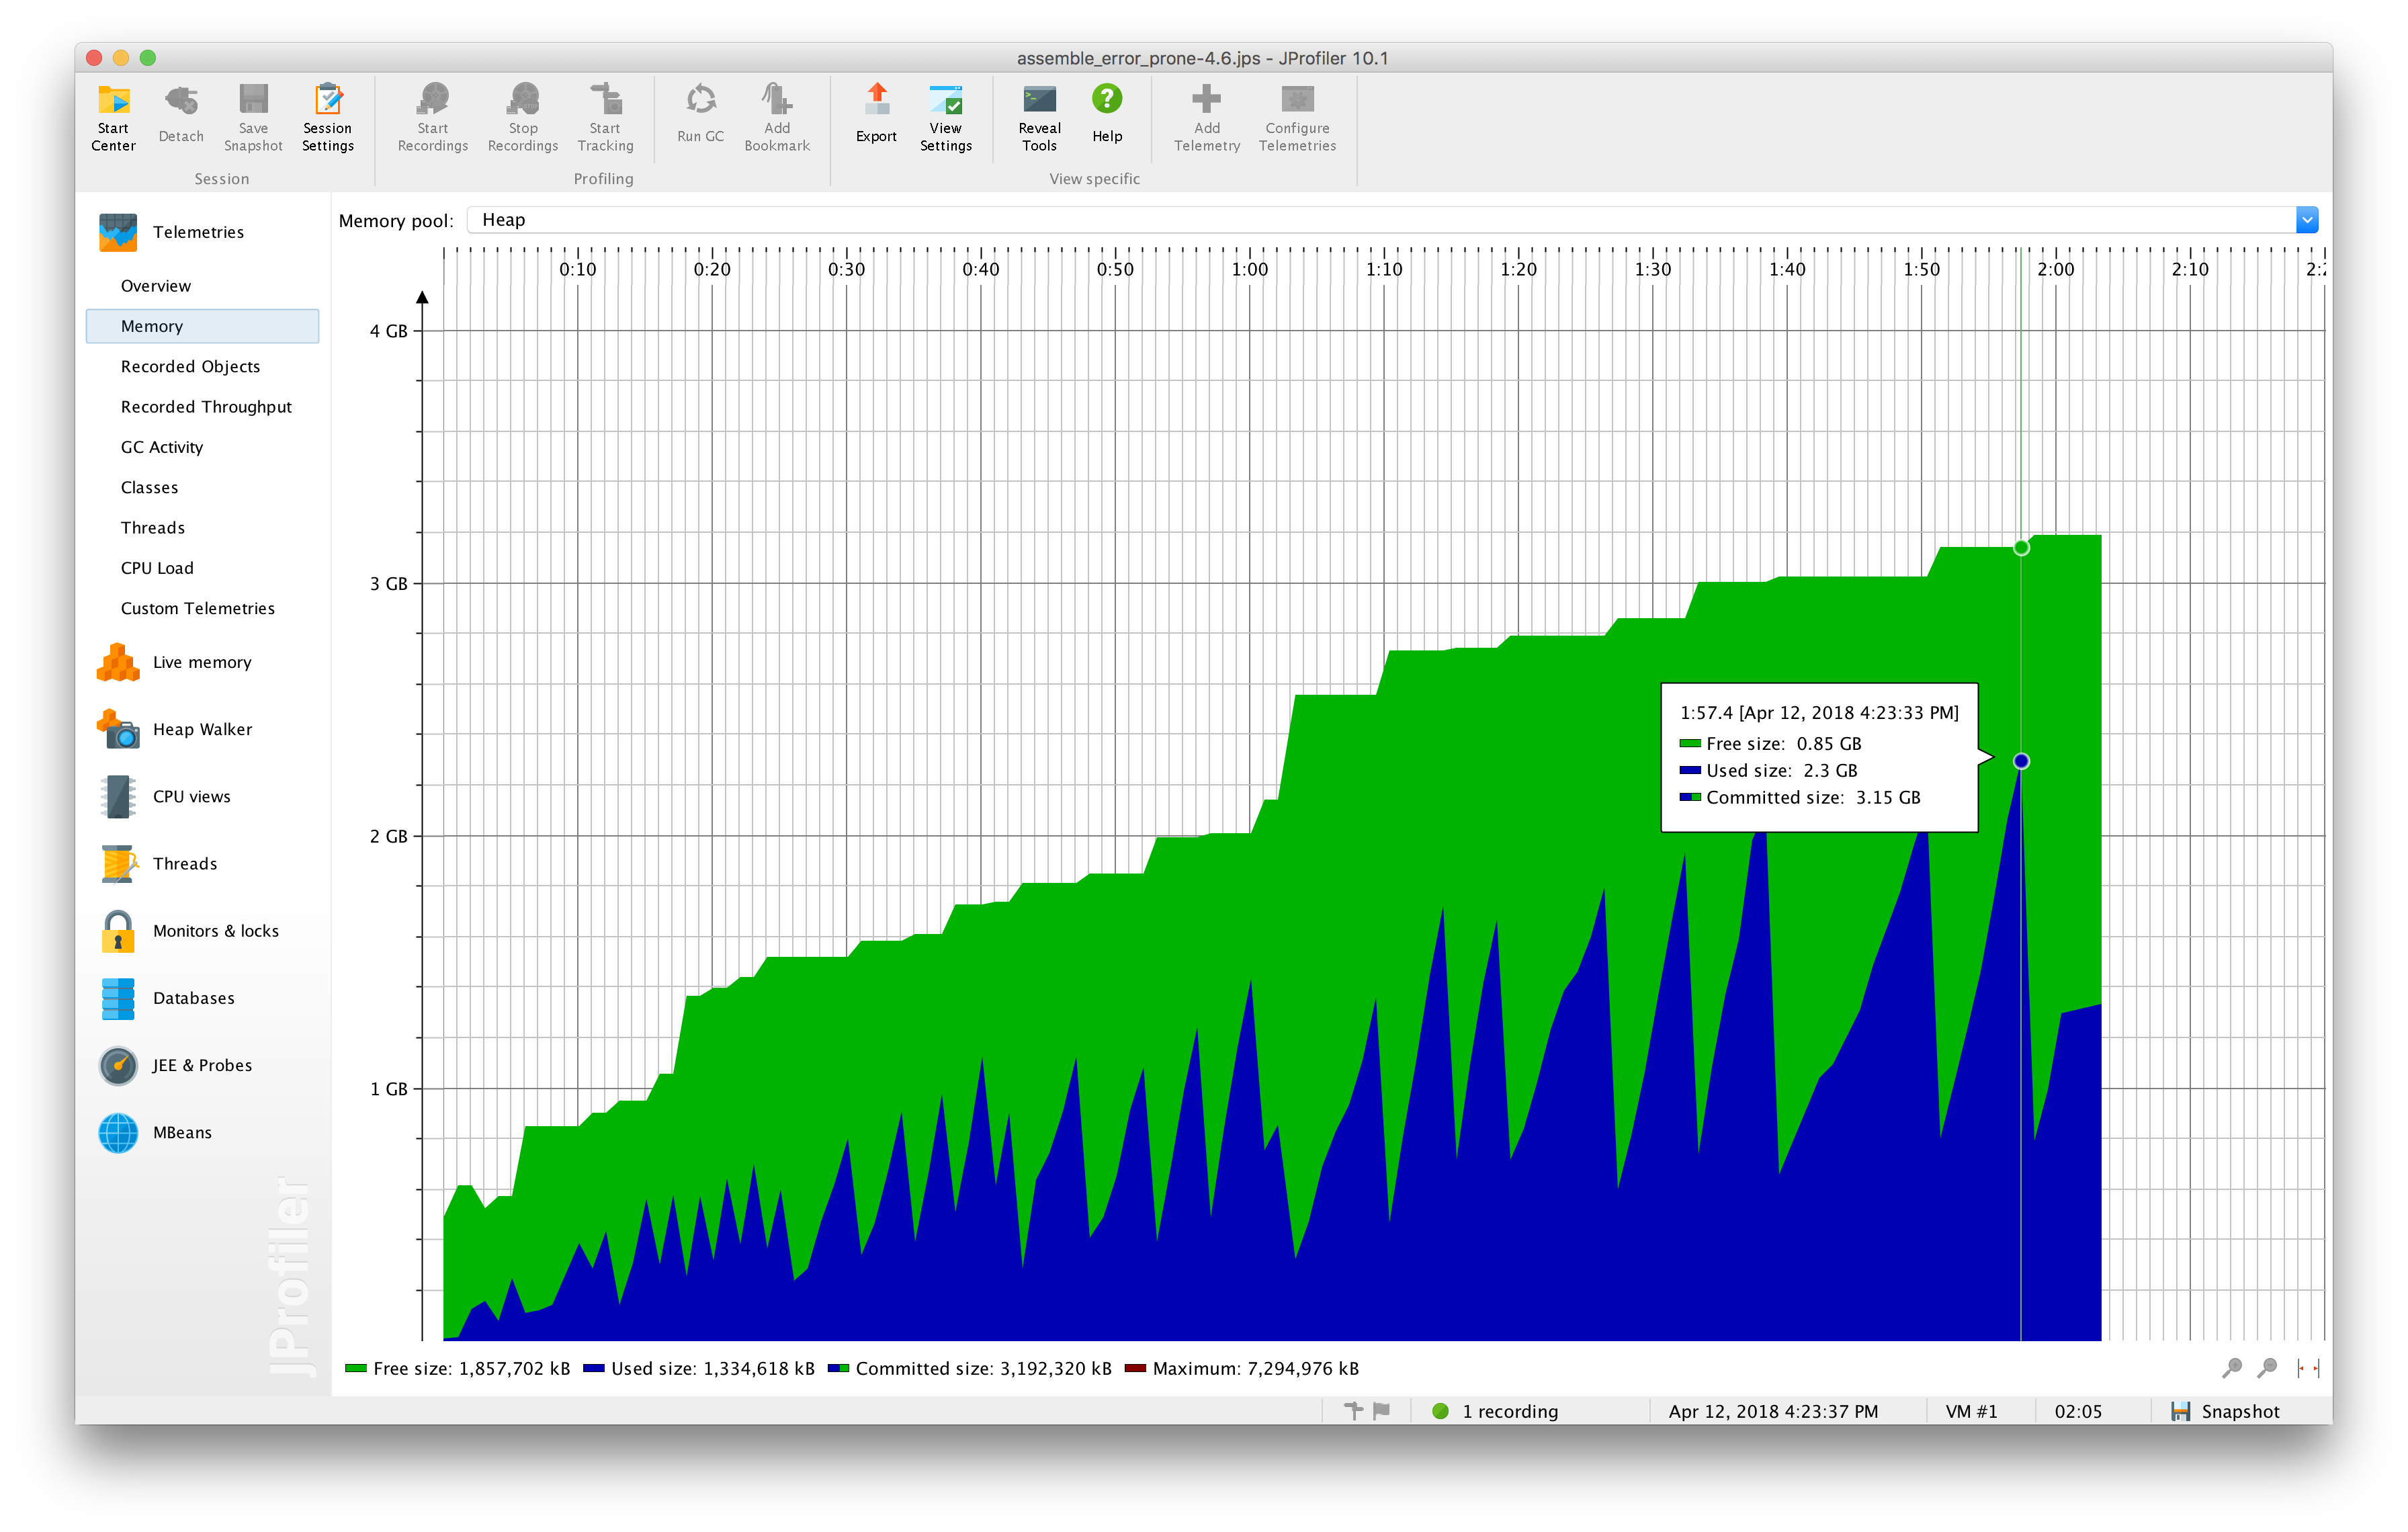 assemble_error_prone-4.6.jps - JProfiler 10.1
Start Center
Detach
Save Snapshot
Session Settings
Start Recordings
Stop Recordings
Start Tracking
Run GC
Add Bookmark
Export
View Settings
Reveal Tools
Help
Add Telemetry
Configure Telemetries
Session
Profiling
View specific
Telemetries
Overview
Memory
Recorded Objects
Recorded Throughput
GC Activity
Classes
Threads
CPU Load
Custom Telemetries
Live memory
Heap Walker
CPU views
Threads
Monitors & locks
Databases
JEE & Probes
MBeans
JProfiler
Memory pool: Heap
0:10 0:20 0:30 0:40 0:50 1:00 1:10 1:20 1:30 1:40 1:50 2:00 2:10
4 GB
3 GB
2 GB
1 GB
1:57.4 [Apr 12, 2018 4:23:33 PM]
Free size: 0.85 GB
Used size: 2.3 GB
Committed size: 3.15 GB
Free size: 1,857,702 kB Used size: 1,334,618 kB Committed size: 3,192,320 kB Maximum: 7,294,976 kB
1 recording Apr 12, 2018 4:23:37 PM VM #1 02:05 Snapshot